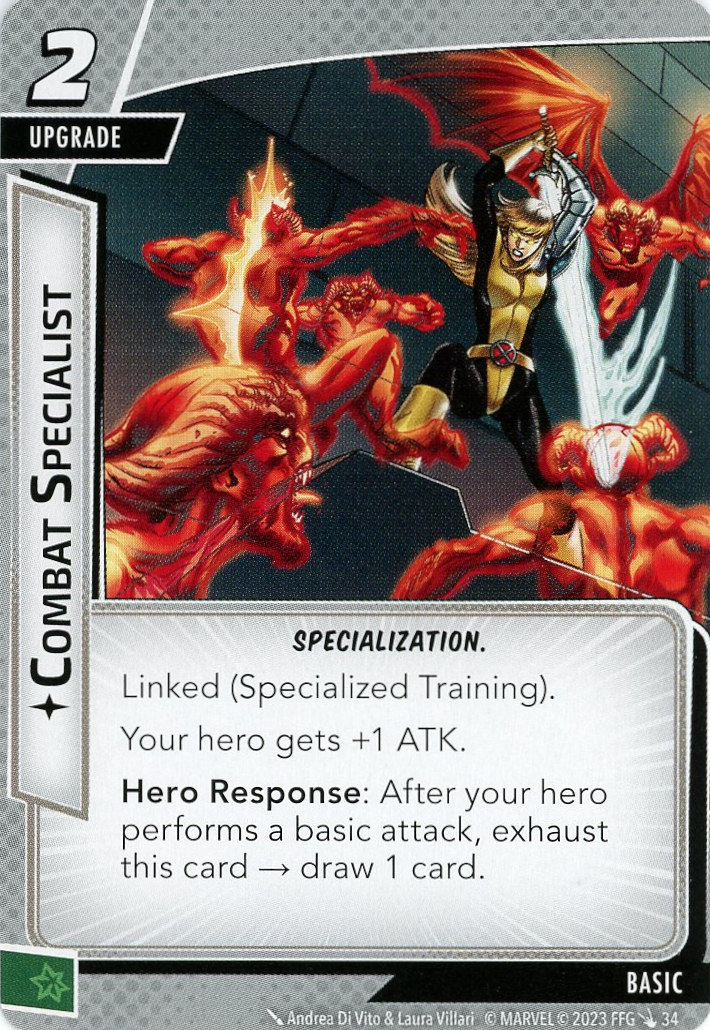 2
UPGRADE
COMBAT SPECIALIST
SPECIALIZATION.
Linked (Specialized Training).
Your hero gets +1 ATK.
Hero Response: After your hero
performs a basic attack, exhaust
this card → draw 1 card.
BASIC
Andrea Di Vito & Laura Villari © MARVEL © 2023 FFG 34